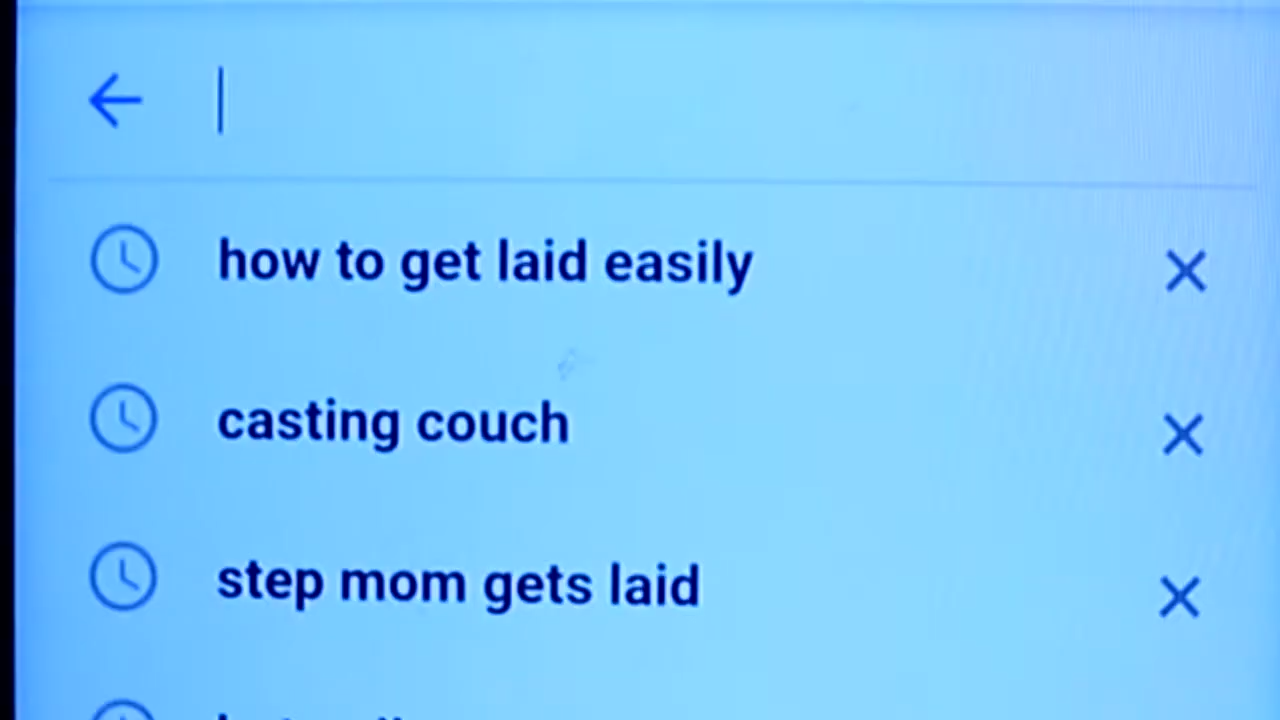 how to get laid easily
casting couch
step mom gets laid